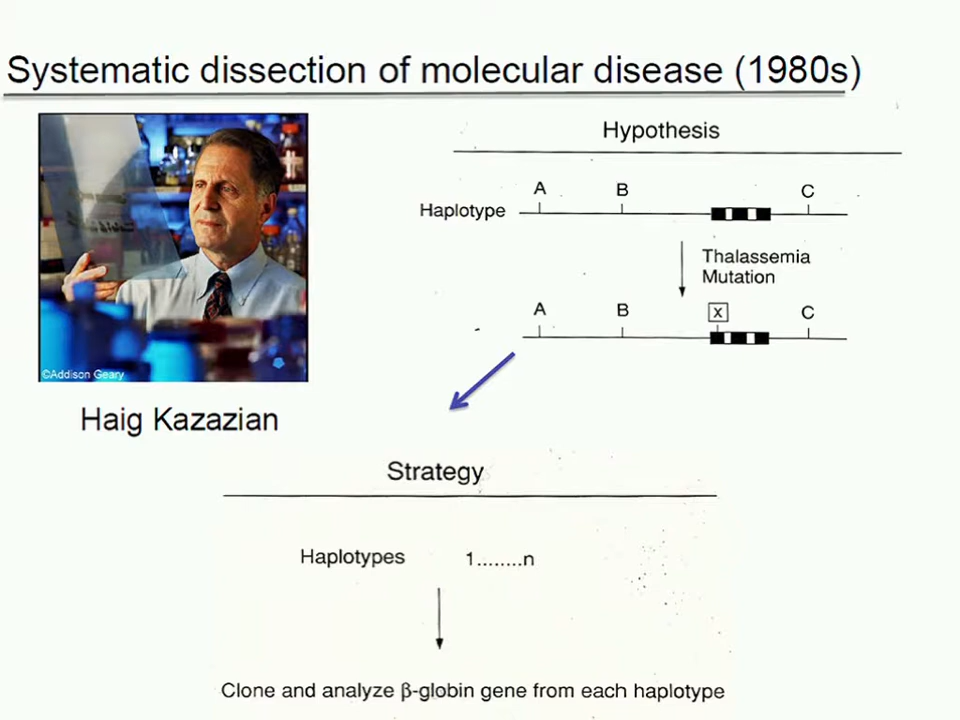 Systematic dissection of molecular disease (1980s)
©Addison Geary
Haig Kazazian
Hypothesis
A B C
Haplotype
Thalassemia
Mutation
A B x C
Strategy
Haplotypes 1........n
Clone and analyze β-globin gene from each haplotype